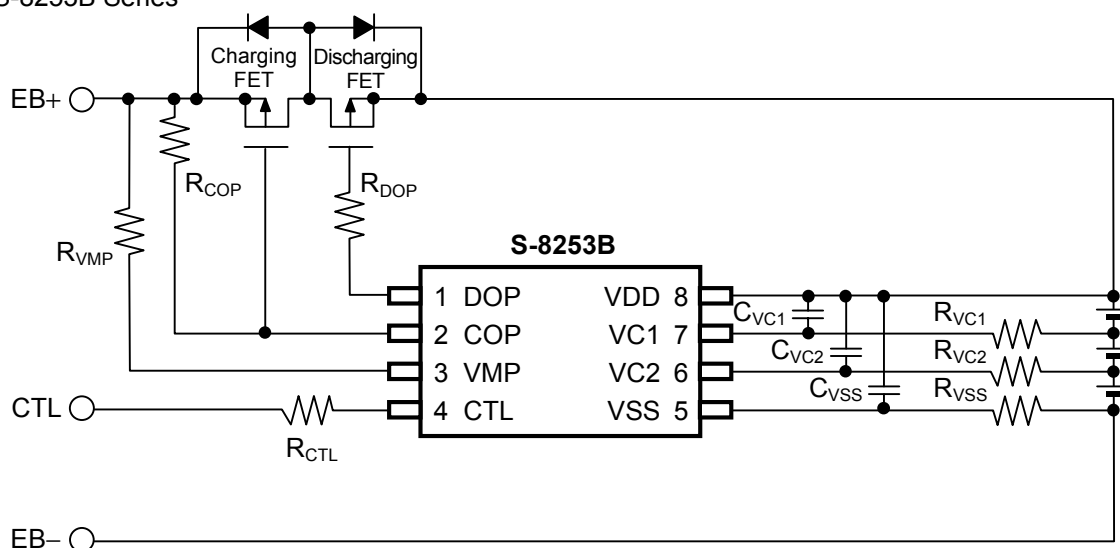 S-8253B Series
Charging FET
Discharging FET
EB+
RCOP
RDOP
RVMP
S-8253B
1 DOP
VDD 8
2 COP
VC1 7
3 VMP
VC2 6
4 CTL
VSS 5
CVC1
RVC1
CVC2
RVC2
CVSS
RVSS
CTL
RCTL
EB−